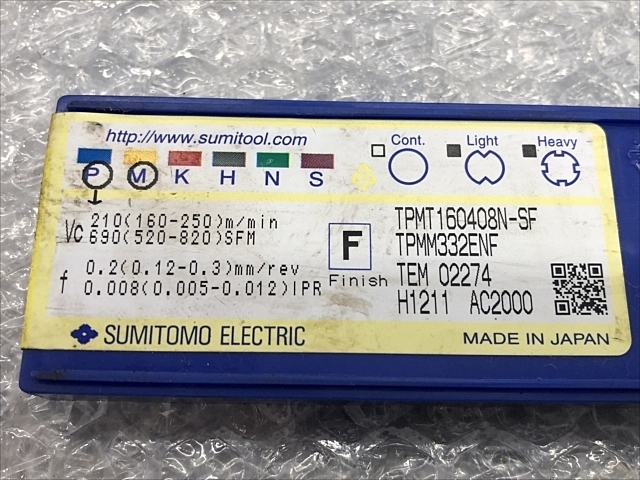 http://www.sumitool.com
Cont. Light Heavy
P M K H N S
Vc 210(160-250)m/min
690(520-820)SFM
f 0.2(0.12-0.3)mm/rev
0.008(0.005-0.012)IPR
F
Finish
TPMT160408N-SF
TPMM332ENF
TEM 02274
H1211 AC2000
SUMITOMO ELECTRIC
MADE IN JAPAN